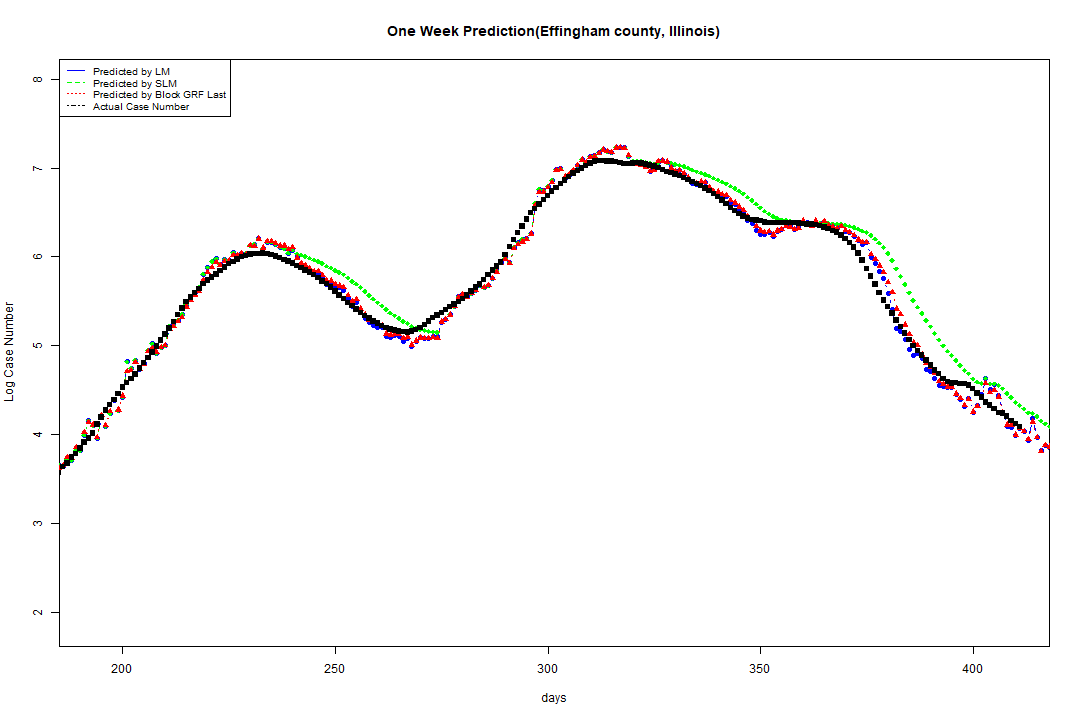 One Week Prediction(Effingham county, Illinois)
Predicted by LM
Predicted by SLM
Predicted by Block GRF Last
Actual Case Number
8
7
6
5
4
3
2
Log Case Number
200 250 300 350 400
days